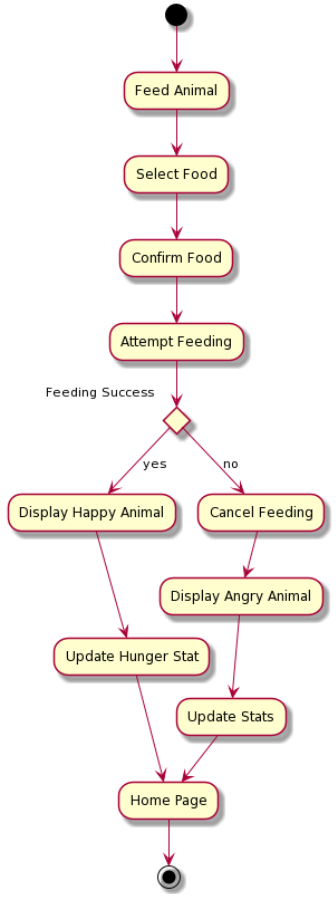 Feed Animal
Select Food
Confirm Food
Attempt Feeding
Feeding Success
yes
no
Display Happy Animal
Cancel Feeding
Display Angry Animal
Update Hunger Stat
Update Stats
Home Page